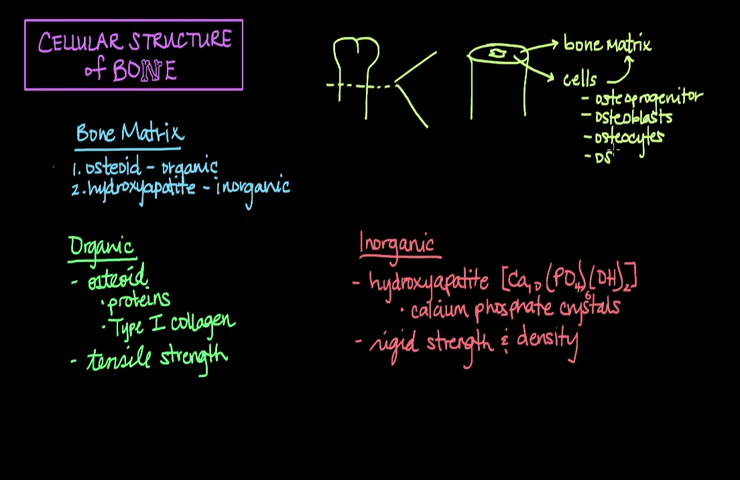 CELLULAR STRUCTURE
of BONE
bone matrix
cells
- osteoprogenitor
- osteoblasts
- osteocytes
- os
Bone Matrix
1. osteoid - organic
2. hydroxyapatite - inorganic
Organic
- osteoid
· proteins
· Type I collagen
- tensile strength
Inorganic
- hydroxyapatite [Ca₁₀(PO₄)₆(OH)₂]
· calcium phosphate crystals
- rigid strength & density